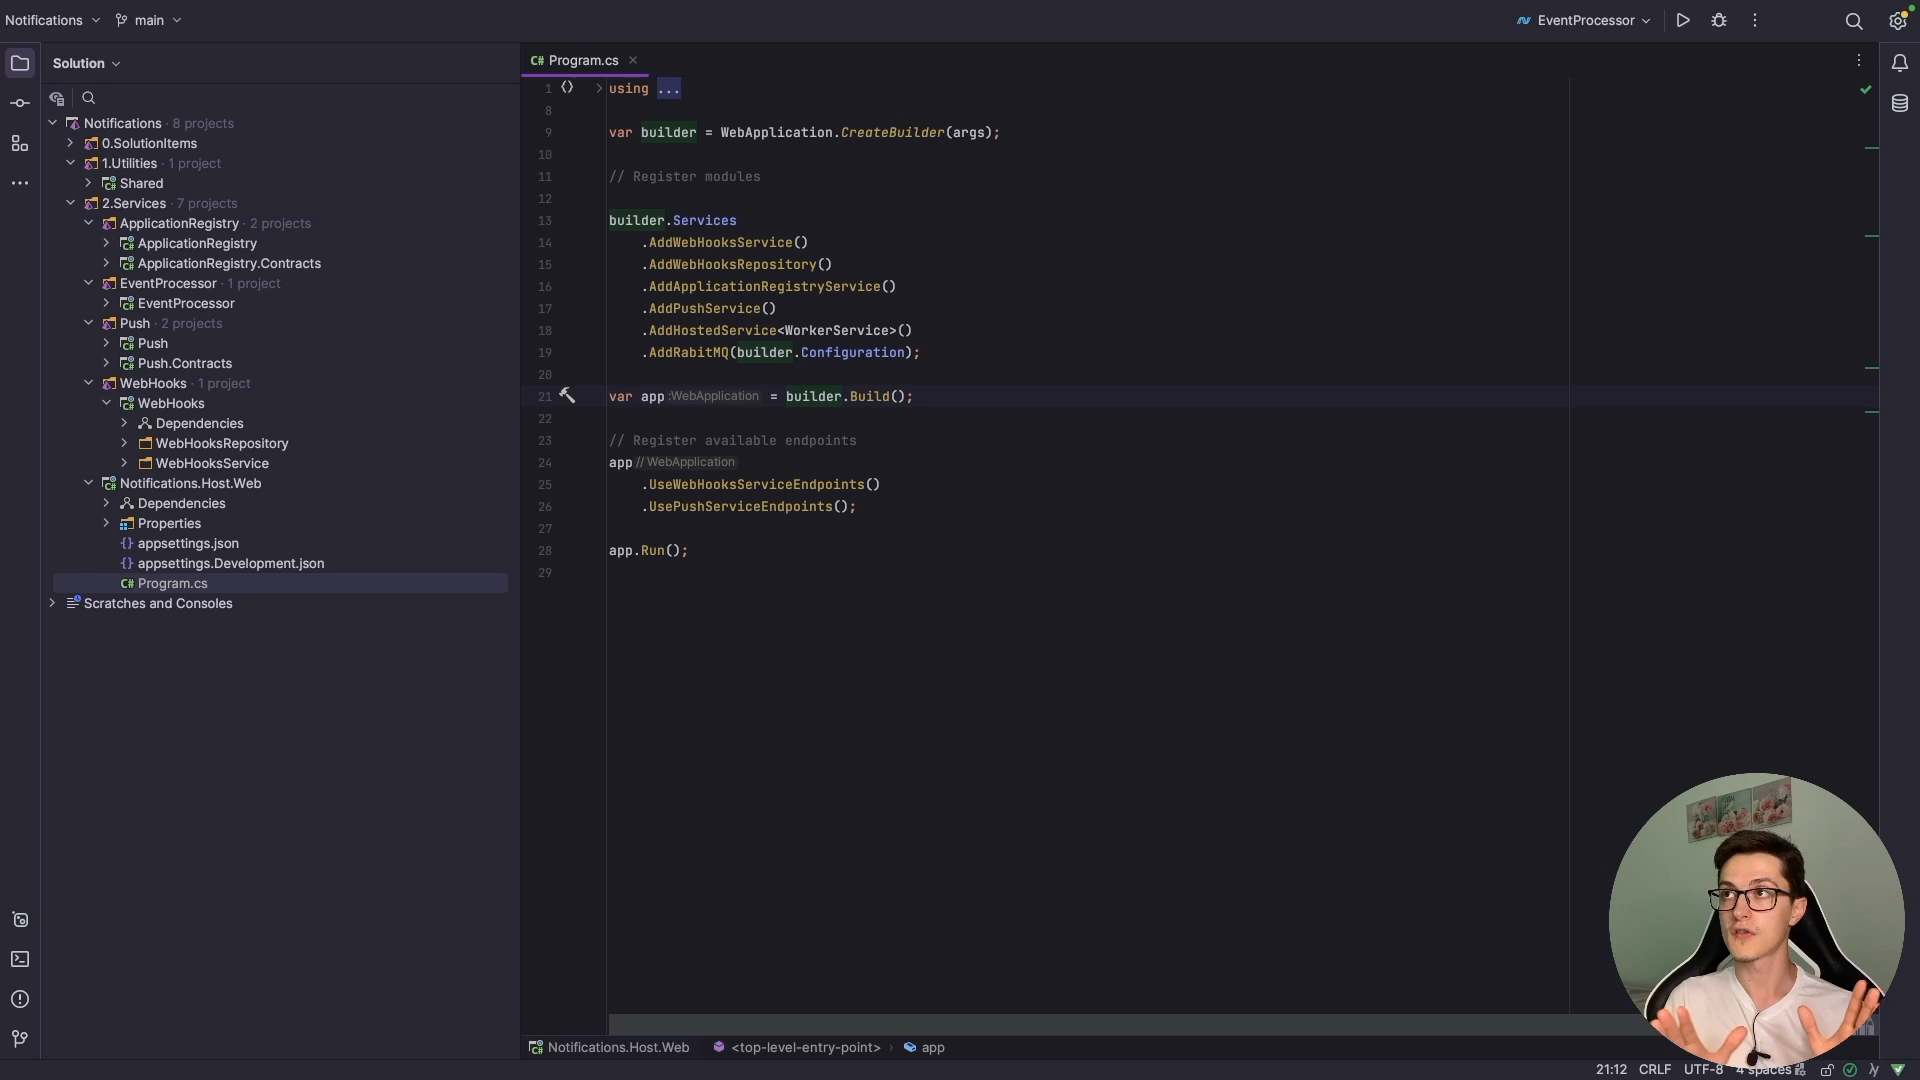 Notifications
main
EventProcessor
Solution
Program.cs
Notifications · 8 projects
0.SolutionItems
1.Utilities · 1 project
Shared
2.Services · 7 projects
ApplicationRegistry · 2 projects
C# ApplicationRegistry
C# ApplicationRegistry.Contracts
EventProcessor · 1 project
C# EventProcessor
Push · 2 projects
C# Push
C# Push.Contracts
WebHooks · 1 project
C# WebHooks
Dependencies
WebHooksRepository
WebHooksService
C# Notifications.Host.Web
Dependencies
Properties
{} appsettings.json
{} appsettings.Development.json
C# Program.cs
Scratches and Consoles
C# Program.cs
1 using ...
8
9 var builder = WebApplication.CreateBuilder(args);
10
11 // Register modules
12
13 builder.Services
14 .AddWebHooksService()
15 .AddWebHooksRepository()
16 .AddApplicationRegistryService()
17 .AddPushService()
18 .AddHostedService<WorkerService>()
19 .AddRabitMQ(builder.Configuration);
20
21 var app :WebApplication = builder.Build();
22
23 // Register available endpoints
24 app // WebApplication
25 .UseWebHooksServiceEndpoints()
26 .UsePushServiceEndpoints();
27
28 app.Run();
29
Notifications.Host.Web <top-level-entry-point> › app
21:12 CRLF UTF-8 4 spaces